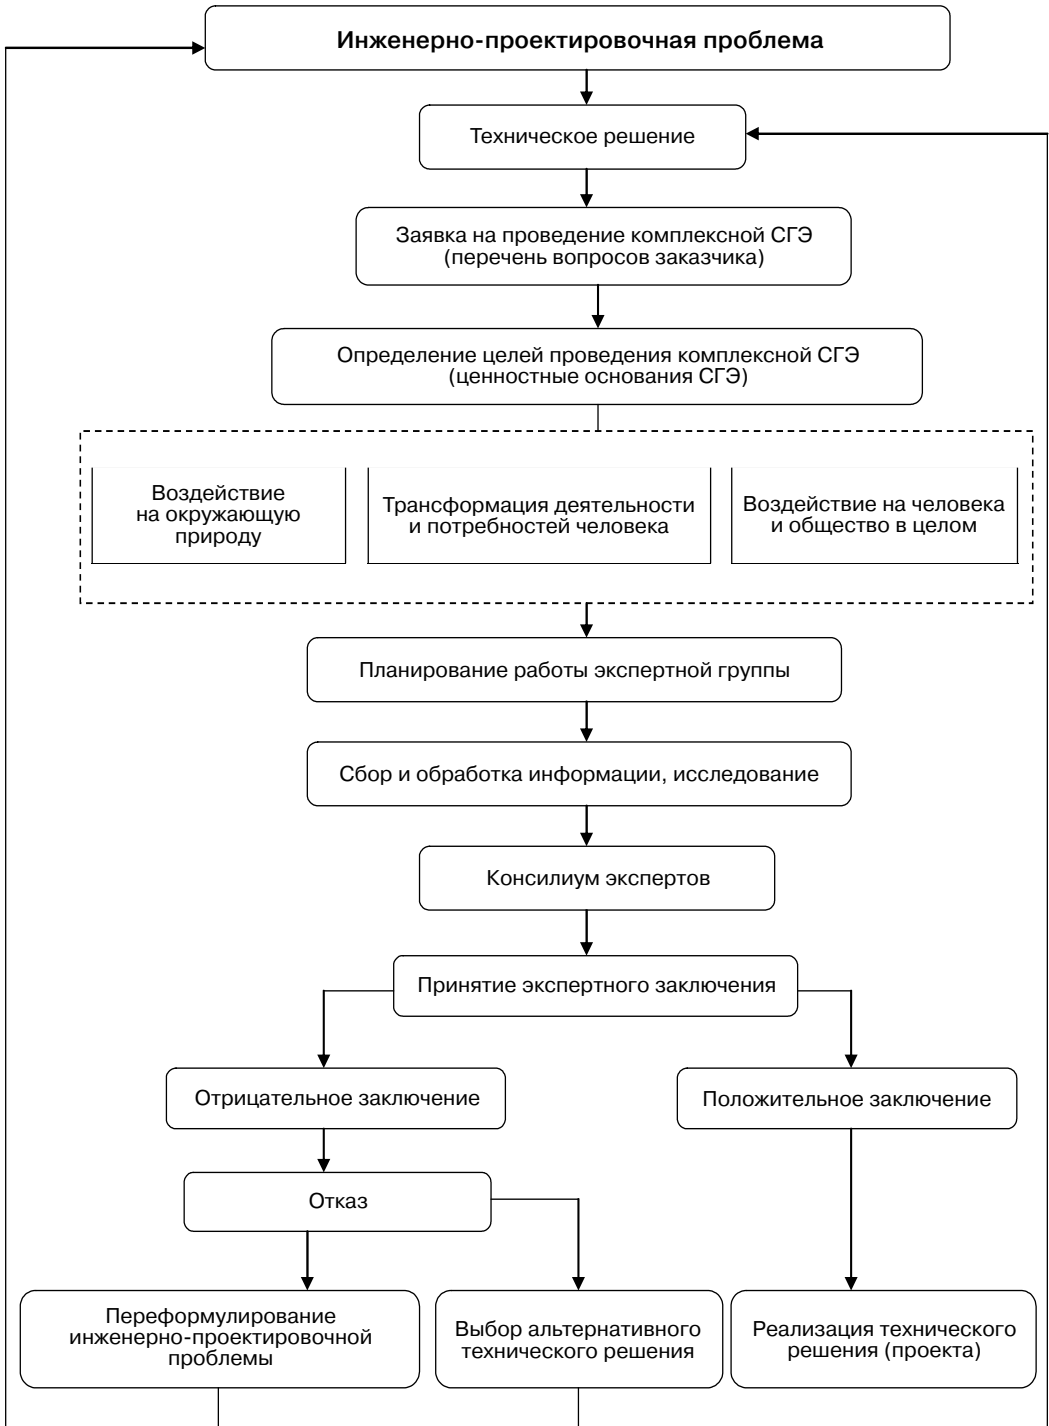 Инженерно-проектировочная проблема
Техническое решение
Заявка на проведение комплексной СГЭ
(перечень вопросов заказчика)
Определение целей проведения комплексной СГЭ
(ценностные основания СГЭ)
Воздействие
на окружающую
природу
Трансформация деятельности
и потребностей человека
Воздействие на человека
и общество в целом
Планирование работы экспертной группы
Сбор и обработка информации, исследование
Консилиум экспертов
Принятие экспертного заключения
Отрицательное заключение
Положительное заключение
Отказ
Переформулирование
инженерно-проектировочной
проблемы
Выбор альтернативного
технического решения
Реализация технического
решения (проекта)